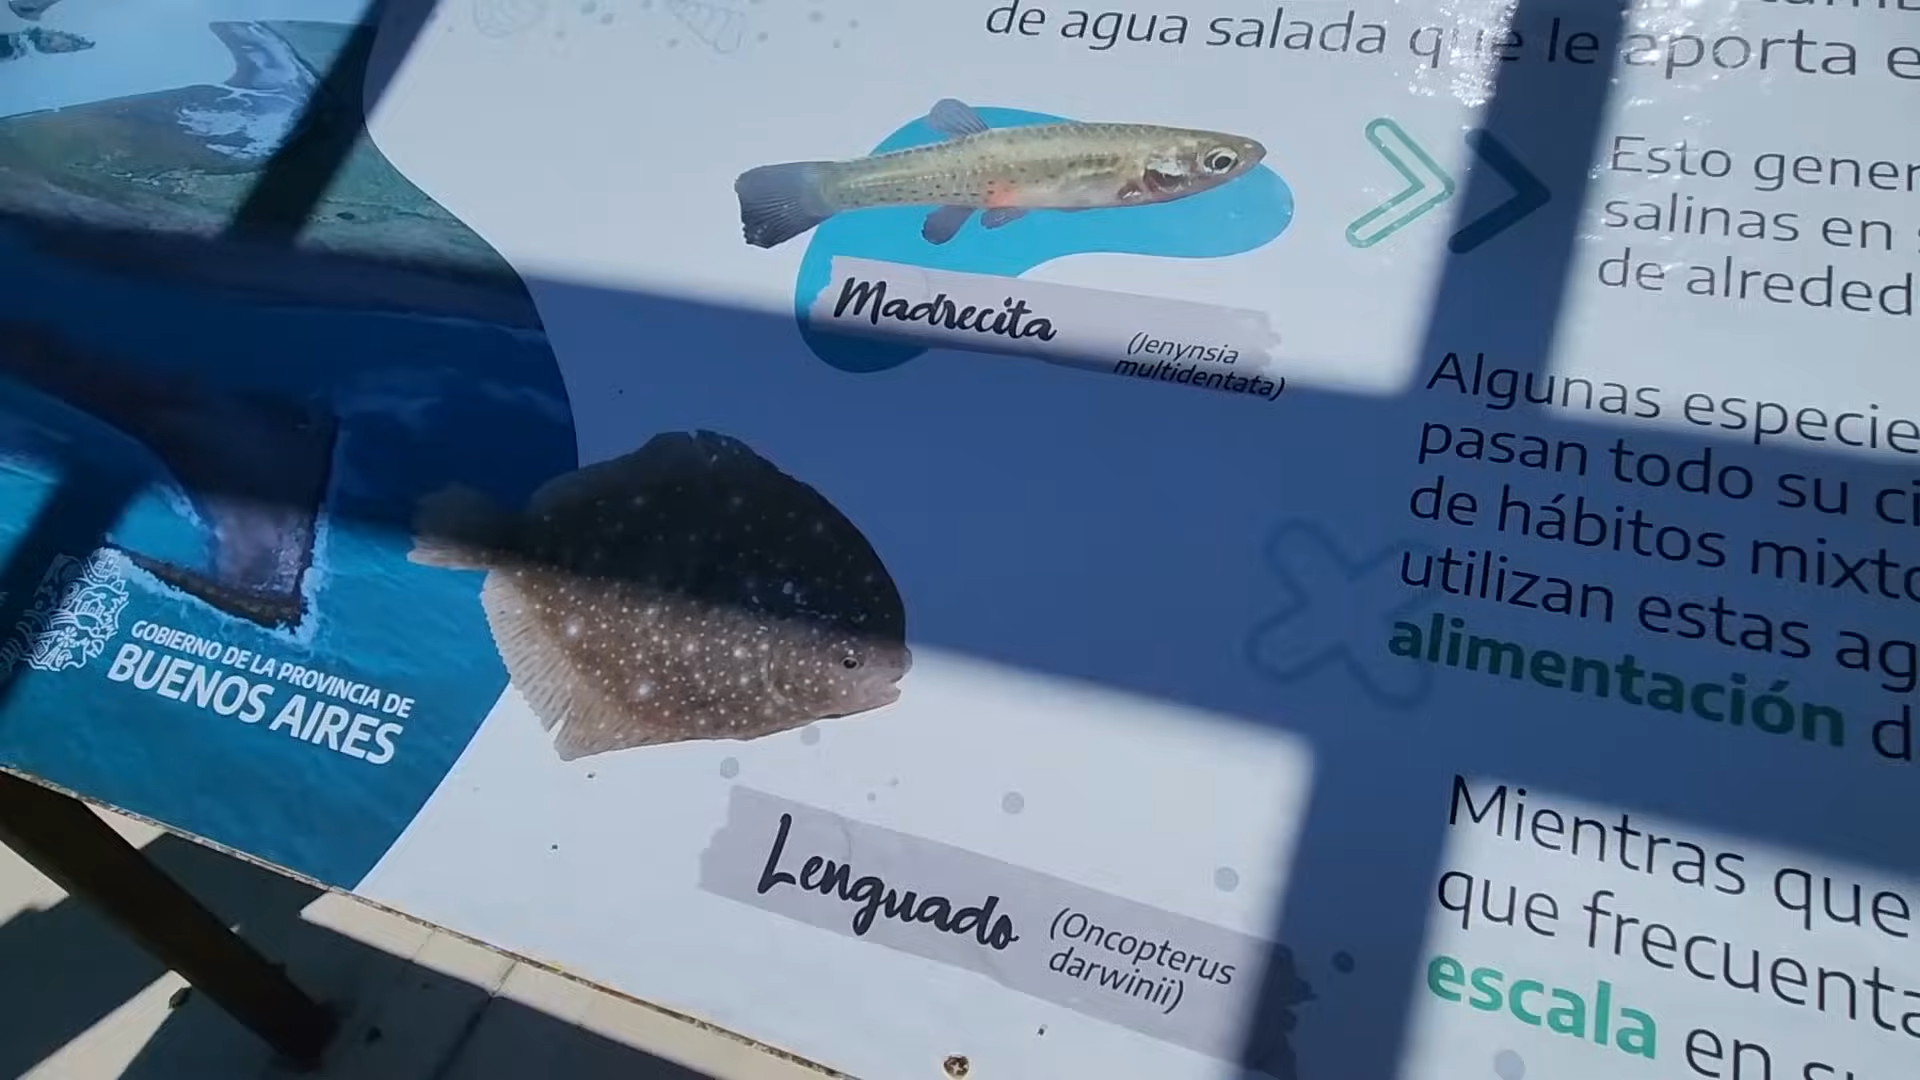 de agua salada que le aporta e
Madrecita
(Jenynsia
multidentata)
Esto gener
salinas en
de alreded
Algunas especie
pasan todo su ci
de hábitos mixto
utilizan estas ag
alimentación d
GOBIERNO DE LA PROVINCIA DE
BUENOS AIRES
Lenguado
(Oncopterus
darwinii)
Mientras que
que frecuenta
escala en su